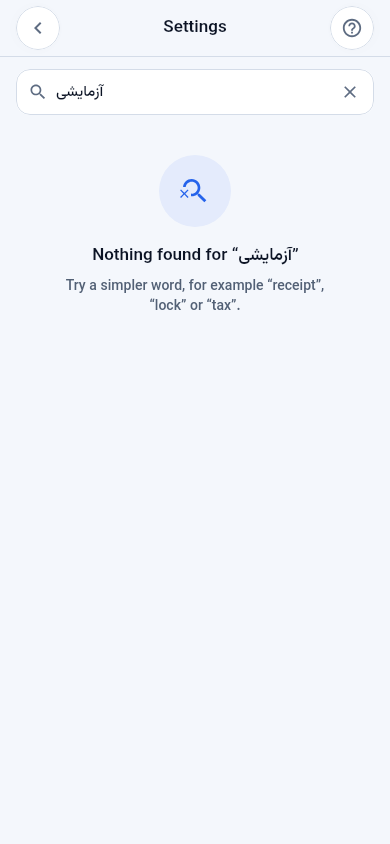 Settings
آزمایشی
Nothing found for “آزمایشی”
Try a simpler word, for example “receipt”,
“lock” or “tax”.